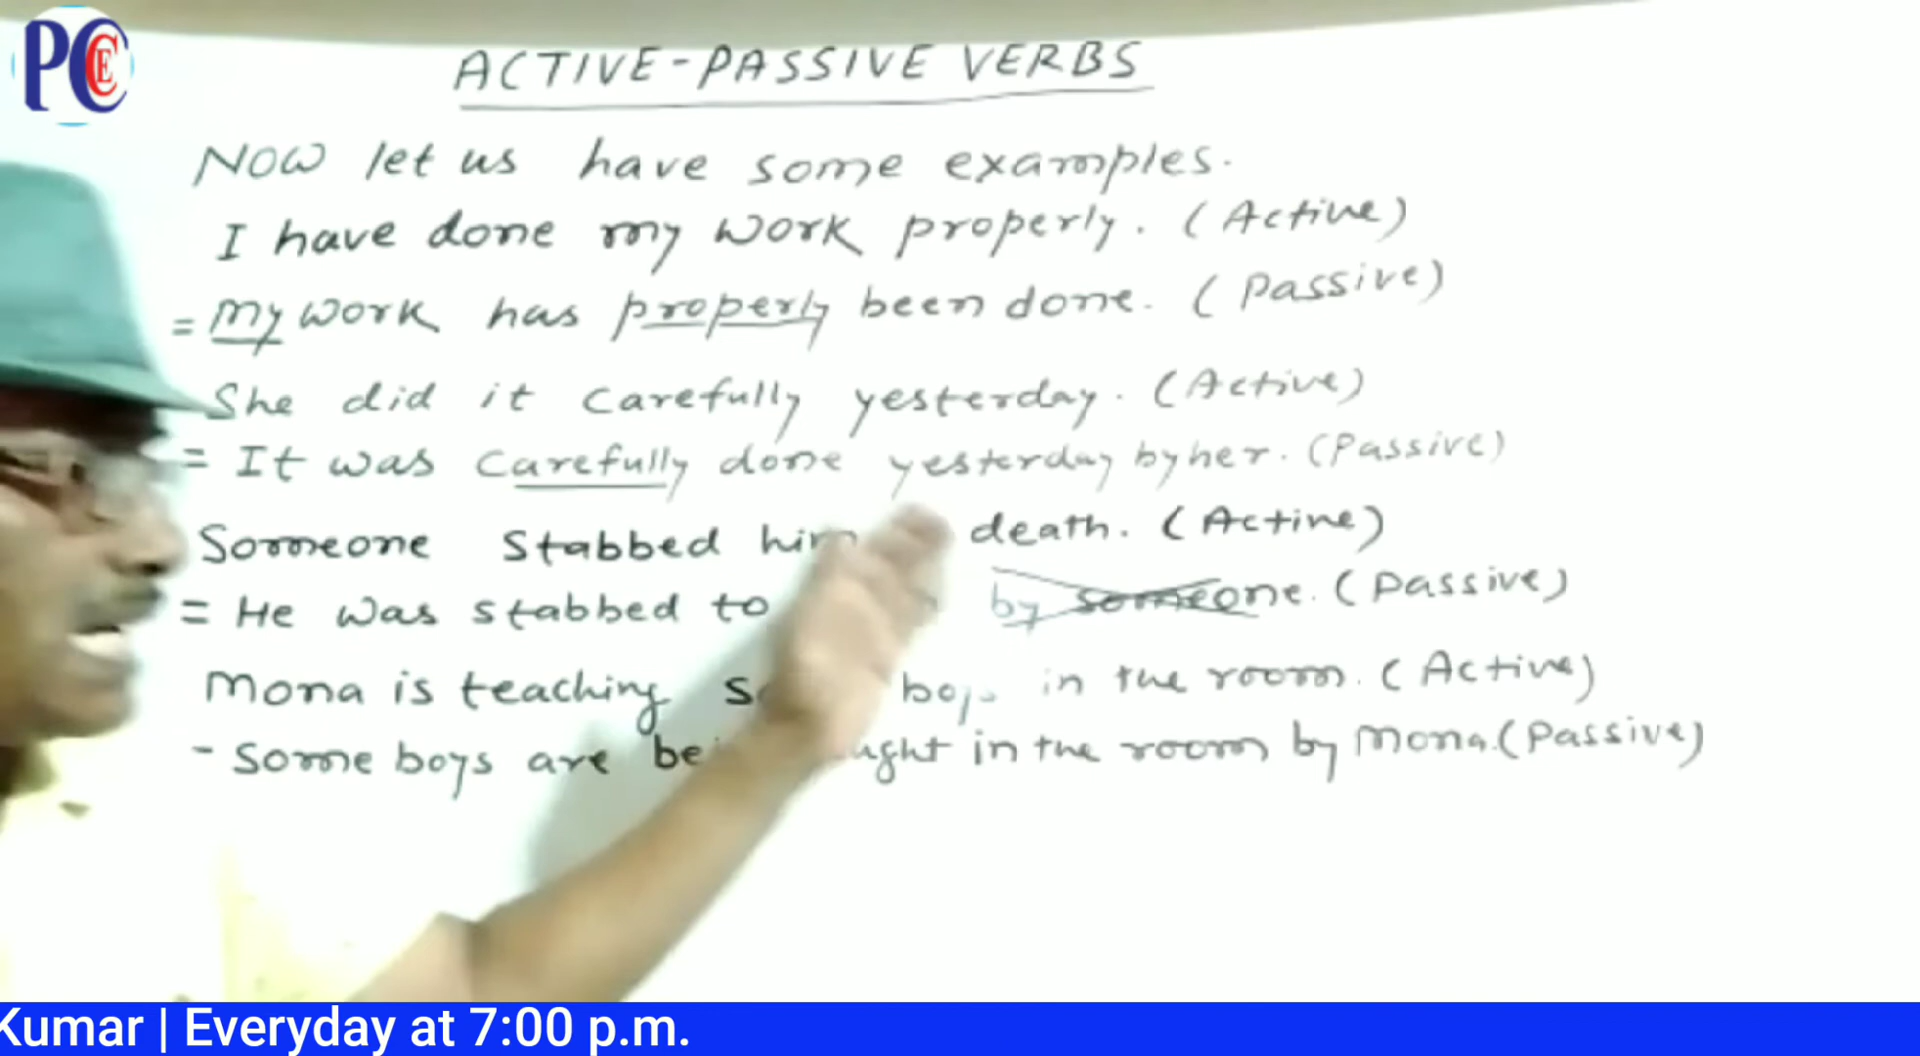 PCEC
ACTIVE-PASSIVE VERBS
Now let us have some examples.
I have done my work properly. (Active)
= My work has properly been done. (Passive)
She did it carefully yesterday. (Active)
= It was carefully done yesterday by her. (Passive)
Someone stabbed him death. (Active)
= He was stabbed to by someone. (Passive)
Mona is teaching boys in the room. (Active)
- Some boys are in the room by Mona. (Passive)
Kumar | Everyday at 7:00 p.m.